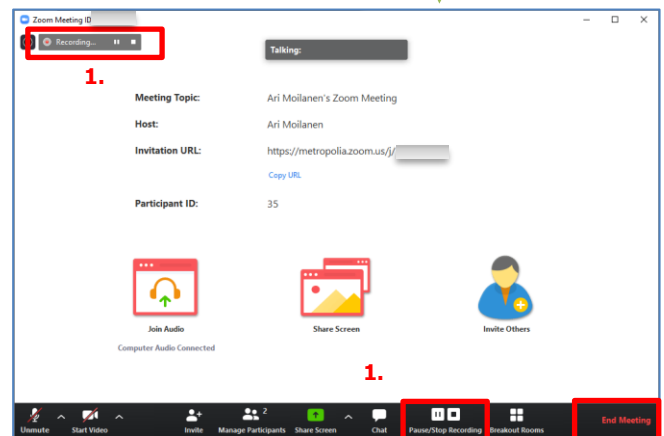 Zoom Meeting ID
Recording...
Talking:
1.
Meeting Topic: Ari Moilanen's Zoom Meeting
Host: Ari Moilanen
Invitation URL: https://metropolia.zoom.us/j/
Copy URL
Participant ID: 35
Join Audio Share Screen Invite Others
Computer Audio Connected
1.
2
Unmute Start Video Invite Manage Participants Share Screen Chat Pause/Stop Recording Breakout Rooms End Meeting